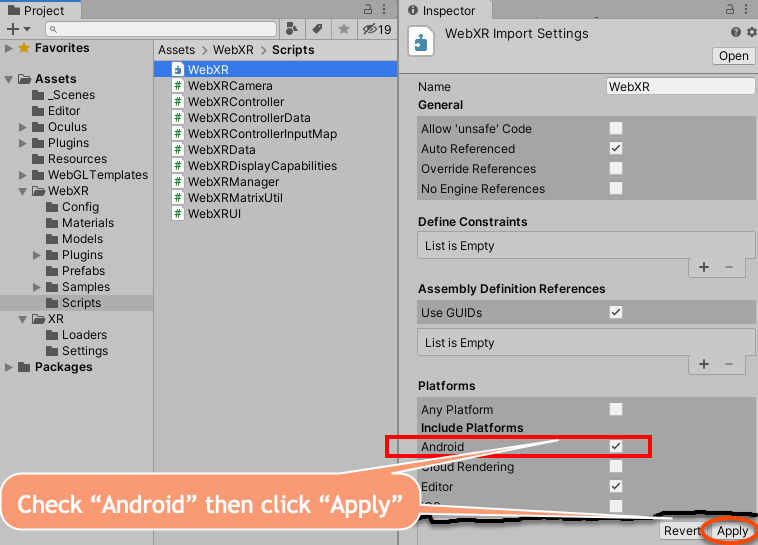 Project
19
Favorites
Assets
_Scenes
Editor
Oculus
Plugins
Resources
WebGLTemplates
WebXR
Config
Materials
Models
Plugins
Prefabs
Samples
Scripts
XR
Loaders
Settings
Packages
Assets > WebXR > Scripts
WebXR
WebXRCamera
WebXRController
WebXRControllerData
WebXRControllerInputMap
WebXRData
WebXRDisplayCapabilities
WebXRManager
WebXRMatrixUtil
WebXRUI
Inspector
WebXR Import Settings
Open
Name WebXR
General
Allow 'unsafe' Code
Auto Referenced
Override References
No Engine References
Define Constraints
List is Empty
Assembly Definition References
Use GUIDs
List is Empty
Platforms
Any Platform
Include Platforms
Android
Cloud Rendering
Editor
Revert Apply
Check “Android” then click “Apply”